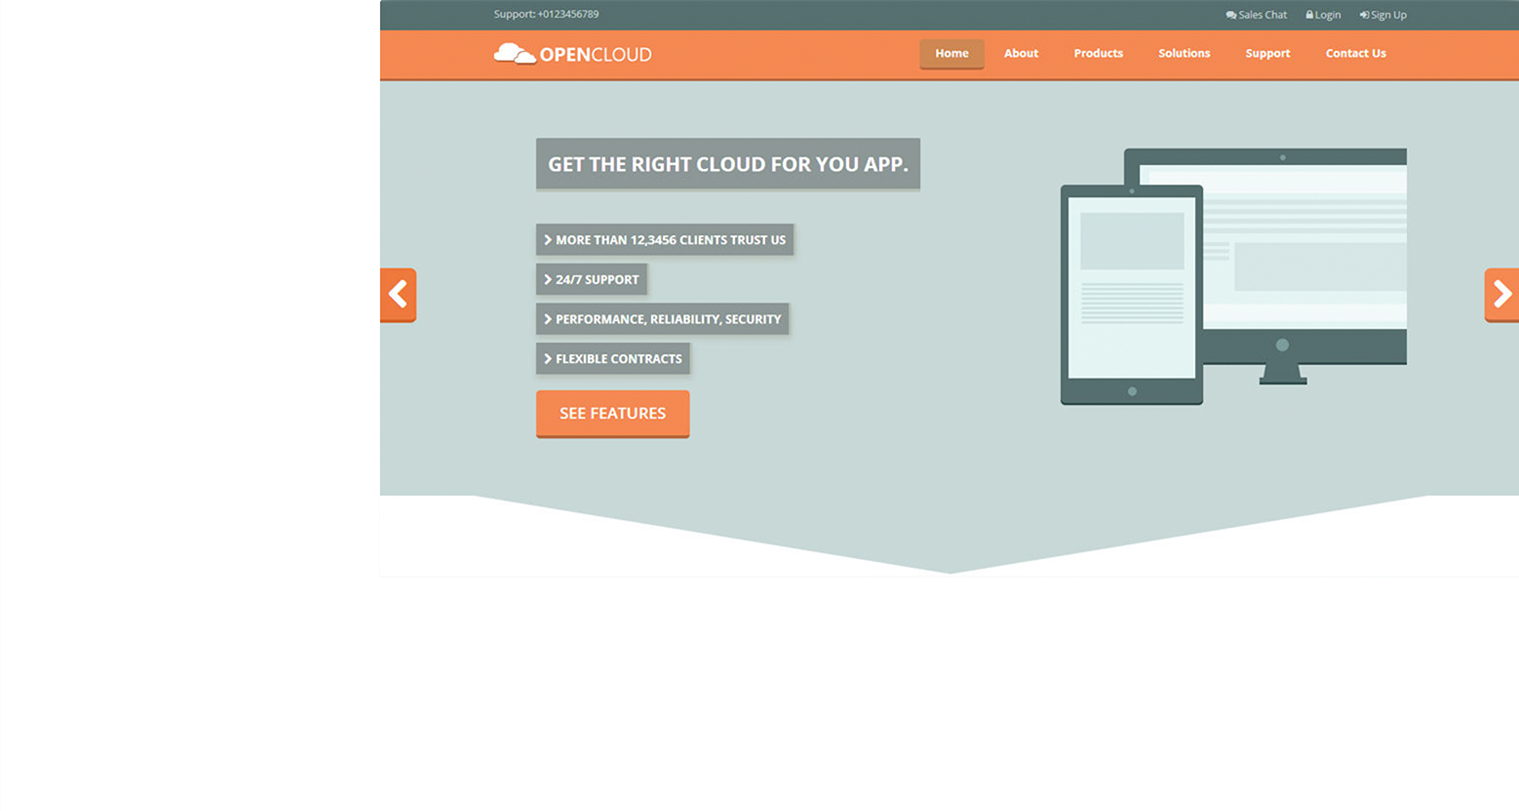 Support: +0123456789
Sales Chat Login Sign Up
OPENCLOUD
Home About Products Solutions Support Contact Us
GET THE RIGHT CLOUD FOR YOU APP.
MORE THAN 12,3456 CLIENTS TRUST US
24/7 SUPPORT
PERFORMANCE, RELIABILITY, SECURITY
FLEXIBLE CONTRACTS
SEE FEATURES